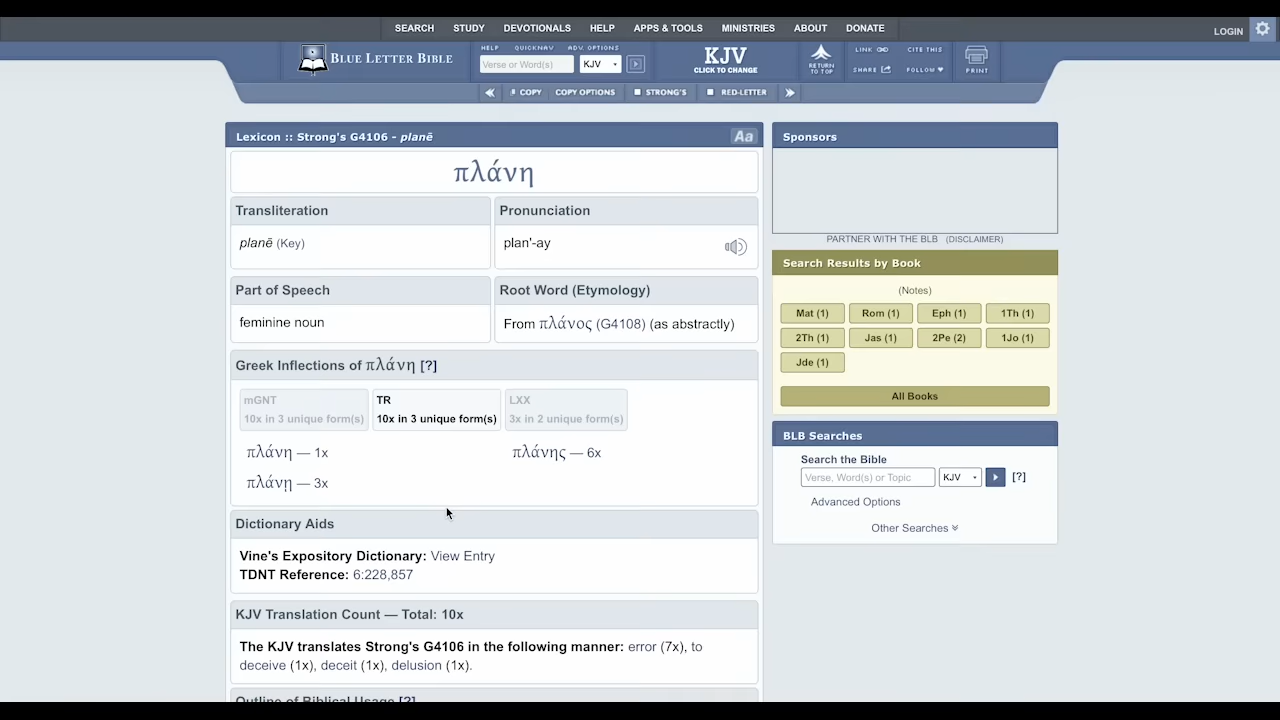 SEARCH STUDY DEVOTIONALS HELP APPS & TOOLS MINISTRIES ABOUT DONATE
LOGIN
BLUE LETTER BIBLE
HELP QUICKNAV ADV. OPTIONS
Verse or Word(s) KJV
KJV
CLICK TO CHANGE
RETURN
TO TOP
LINK CITE THIS
SHARE FOLLOW
PRINT
COPY COPY OPTIONS STRONG'S RED-LETTER
Lexicon :: Strong's G4106 - planē
Aa
πλάνη
Transliteration
planē (Key)
Pronunciation
plan'-ay
Part of Speech
feminine noun
Root Word (Etymology)
From πλάνος (G4108) (as abstractly)
Greek Inflections of πλάνη [?]
mGNT
10x in 3 unique form(s)
TR
10x in 3 unique form(s)
LXX
3x in 2 unique form(s)
πλάνη — 1x
πλάνης — 6x
πλάνῃ — 3x
Dictionary Aids
Vine's Expository Dictionary: View Entry
TDNT Reference: 6:228,857
KJV Translation Count — Total: 10x
The KJV translates Strong's G4106 in the following manner: error (7x), to
deceive (1x), deceit (1x), delusion (1x).
Outline of Biblical Usage [?]
Sponsors
PARTNER WITH THE BLB (DISCLAIMER)
Search Results by Book
(Notes)
Mat (1) Rom (1) Eph (1) 1Th (1)
2Th (1) Jas (1) 2Pe (2) 1Jo (1)
Jde (1)
All Books
BLB Searches
Search the Bible
Verse, Word(s) or Topic KJV [?]
Advanced Options
Other Searches